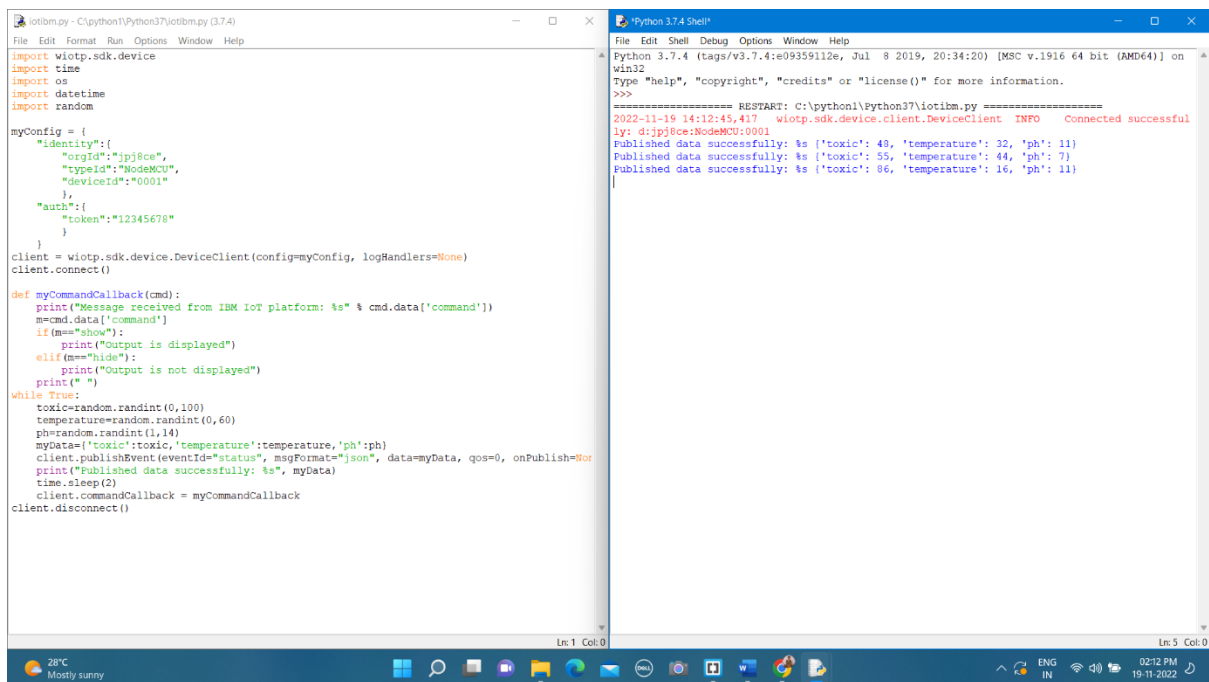 iotibm.py - C:\python1\Python37\iotibm.py (3.7.4)
File Edit Format Run Options Window Help
import wiotp.sdk.device
import time
import os
import datetime
import random
myConfig = {
"identity":{
"orgId":"jpj8ce",
"typeId":"NodeMCU",
"deviceId":"0001"
},
"auth":{
"token":"12345678"
}
}
client = wiotp.sdk.device.DeviceClient(config=myConfig, logHandlers=None)
client.connect()
def myCommandCallback(cmd):
print("Message received from IBM IoT platform: %s" % cmd.data['command'])
m=cmd.data['command']
if(m=="show"):
print("Output is displayed")
elif(m=="hide"):
print("Output is not displayed")
print(" ")
while True:
toxic=random.randint(0,100)
temperature=random.randint(0,60)
ph=random.randint(1,14)
myData={'toxic':toxic,'temperature':temperature,'ph':ph}
client.publishEvent(eventId="status", msgFormat="json", data=myData, qos=0, onPublish=Nor
print("Published data successfully: %s", myData)
time.sleep(2)
client.commandCallback = myCommandCallback
client.disconnect()
Ln: 1 Col: 0
*Python 3.7.4 Shell*
File Edit Shell Debug Options Window Help
Python 3.7.4 (tags/v3.7.4:e09359112e, Jul 8 2019, 20:34:20) [MSC v.1916 64 bit (AMD64)] on
win32
Type "help", "copyright", "credits" or "license()" for more information.
>>>
=================== RESTART: C:\python1\Python37\iotibm.py ===================
2022-11-19 14:12:45,417 wiotp.sdk.device.client.DeviceClient INFO Connected successful
ly: d:jpj8ce:NodeMCU:0001
Published data successfully: %s {'toxic': 48, 'temperature': 32, 'ph': 11}
Published data successfully: %s {'toxic': 55, 'temperature': 44, 'ph': 7}
Published data successfully: %s {'toxic': 86, 'temperature': 16, 'ph': 11}
Ln: 5 Col: 0
28°C
Mostly sunny
DELL
ENG
IN
02:12 PM
19-11-2022